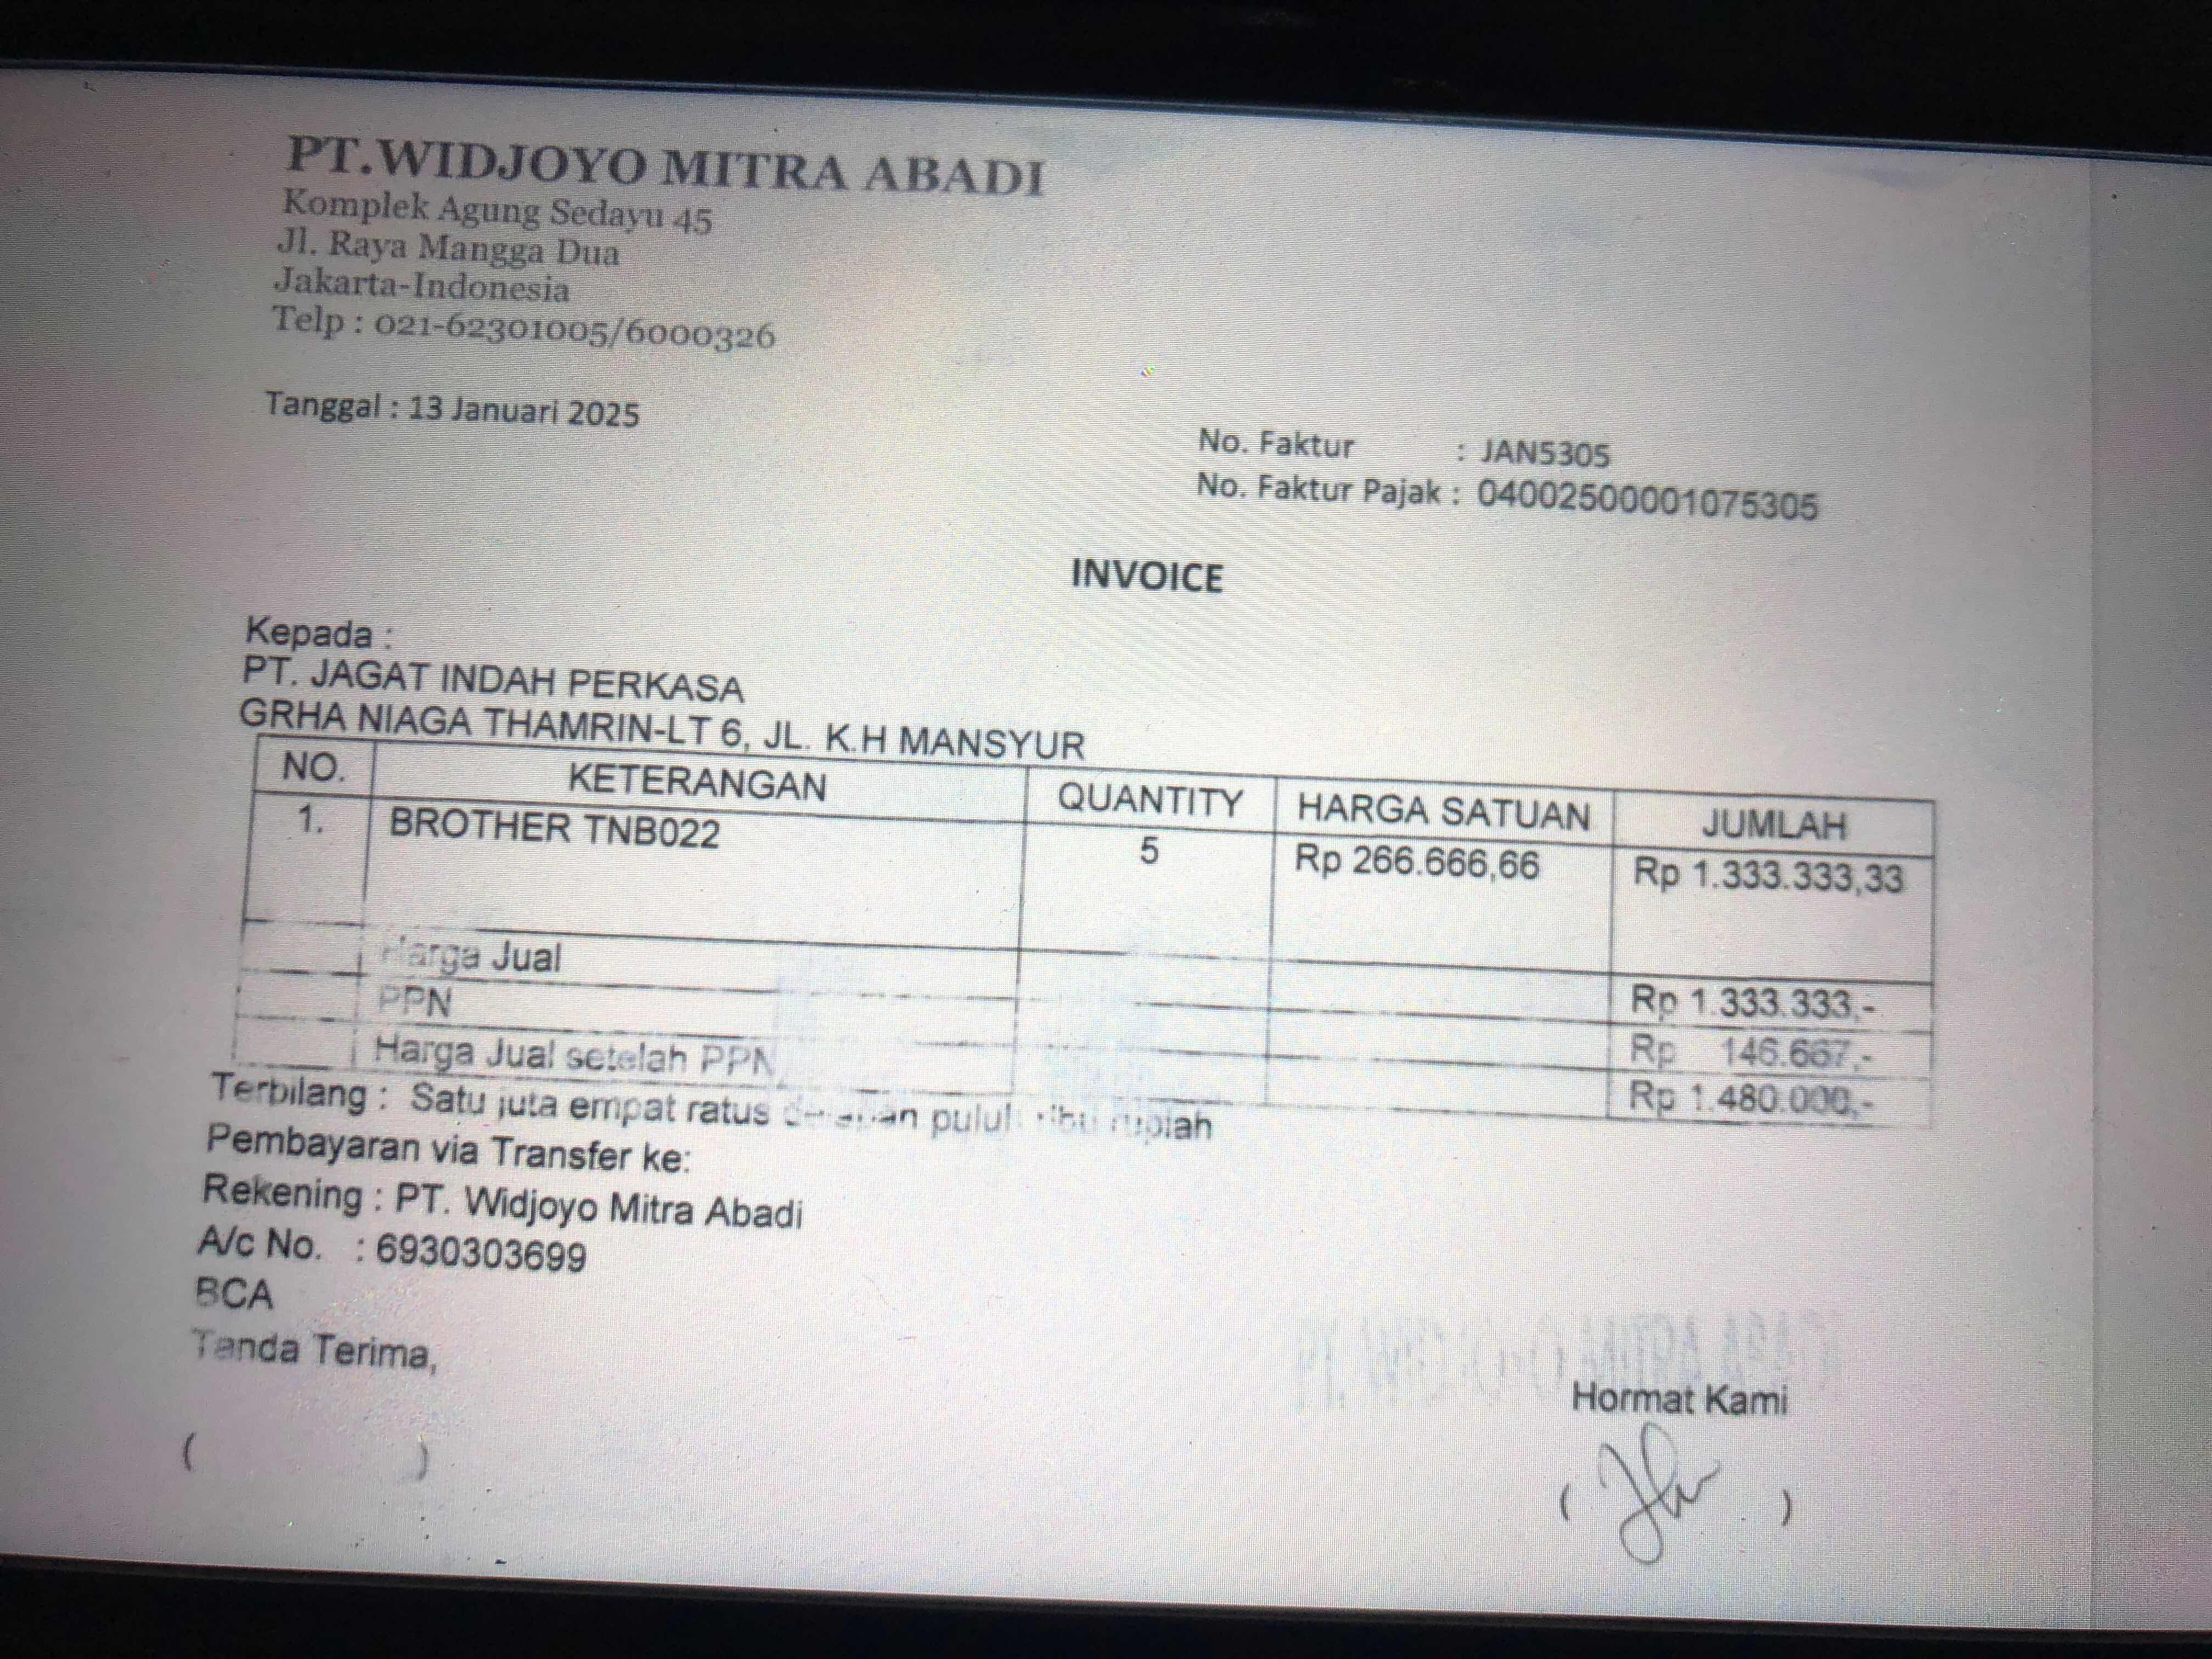 PT.WIDJOYO MITRA ABADI
Komplek Agung Sedayu 45
Jl. Raya Mangga Dua
Jakarta-Indonesia
Telp : 021-62301005/6000326
Tanggal : 13 Januari 2025
No. Faktur : JAN5305
No. Faktur Pajak : 04002500001075305
INVOICE
Kepada :
PT. JAGAT INDAH PERKASA
GRHA NIAGA THAMRIN-LT 6, JL. K.H MANSYUR
NO. KETERANGAN QUANTITY HARGA SATUAN JUMLAH
1. BROTHER TNB022 5 Rp 266.666,66 Rp 1.333.333,33
Harga Jual Rp 1.333.333,-
PPN Rp 146.667,-
Harga Jual setelah PPN Rp 1.480.000,-
Terbilang : Satu juta empat ratus delapan puluh ribu rupiah
Pembayaran via Transfer ke:
Rekening : PT. Widjoyo Mitra Abadi
A/c No. : 6930303699
BCA
Tanda Terima,
Hormat Kami
( )
( )